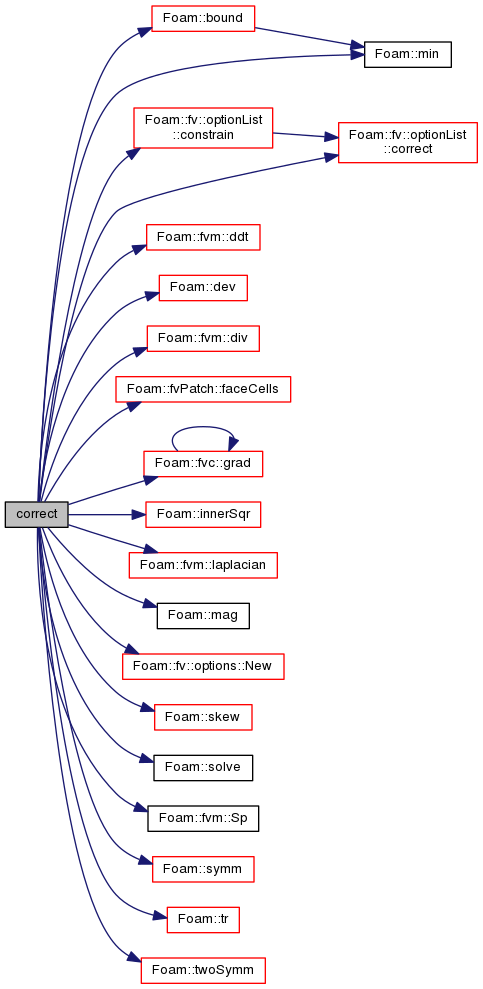 Foam::bound
Foam::min
Foam::fv::optionList
::constrain
Foam::fv::optionList
::correct
Foam::fvm::ddt
Foam::dev
Foam::fvm::div
Foam::fvPatch::faceCells
Foam::fvc::grad
correct
Foam::innerSqr
Foam::fvm::laplacian
Foam::mag
Foam::fv::options::New
Foam::skew
Foam::solve
Foam::fvm::Sp
Foam::symm
Foam::tr
Foam::twoSymm